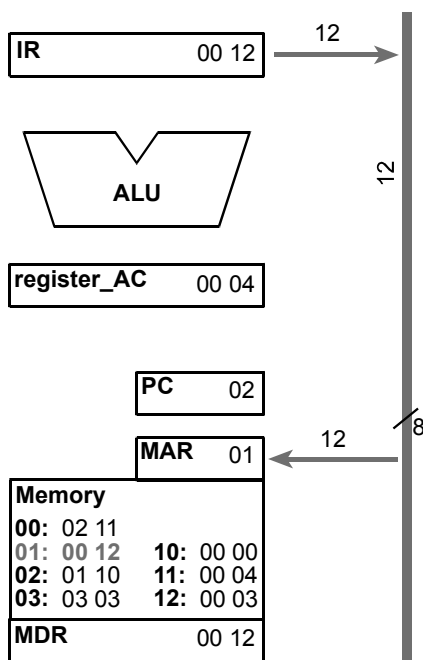 IR 00 12
12
12
ALU
register_AC 00 04
PC 02
8
MAR 01
12
Memory
00: 02 11
01: 00 12 10: 00 00
02: 01 10 11: 00 04
03: 03 03 12: 00 03
MDR 00 12